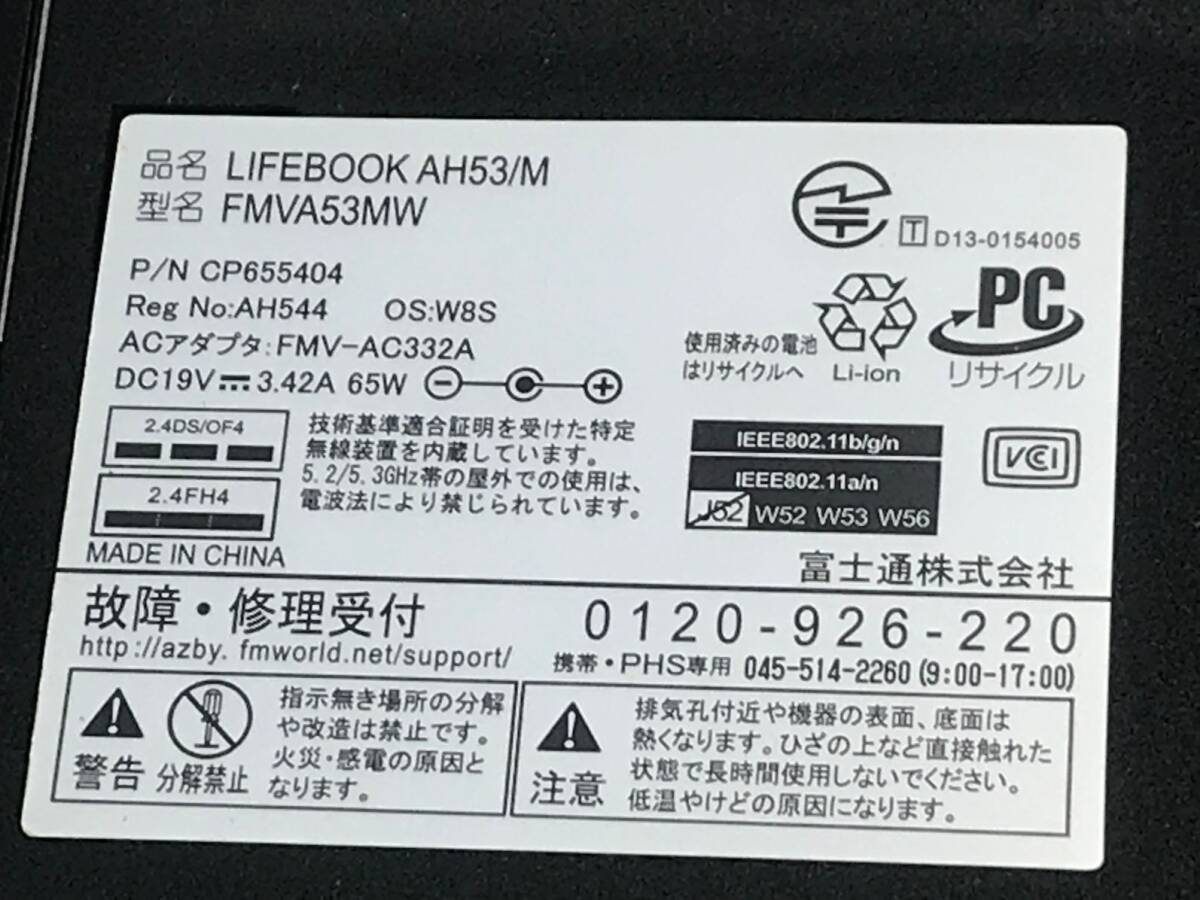 品名 LIFEBOOK AH53/M
型名 FMVA53MW
P/N CP655404
Reg No:AH544 OS:W8S
ACアダプタ:FMV-AC332A
DC19V 3.42A 65W
T D13-0154005
使用済みの電池
はリサイクルへ
Li-ion
PC
リサイクル
2.4DS/OF4
2.4FH4
MADE IN CHINA
技術基準適合証明を受けた特定
無線装置を内蔵しています。
5.2/5.3GHz帯の屋外での使用は、
電波法により禁じられています。
IEEE802.11b/g/n
IEEE802.11a/n
J52 W52 W53 W56
VCI
富士通株式会社
故障・修理受付 0120-926-220
http://azby.fmworld.net/support/ 携帯・PHS専用 045-514-2260 (9:00-17:00)
警告
分解禁止
指示無き場所の分解
や改造は禁止です。
火災・感電の原因と
なります。
注意
排気孔付近や機器の表面、底面は
熱くなります。ひざの上など直接触れた
状態で長時間使用しないでください。
低温やけどの原因になります。